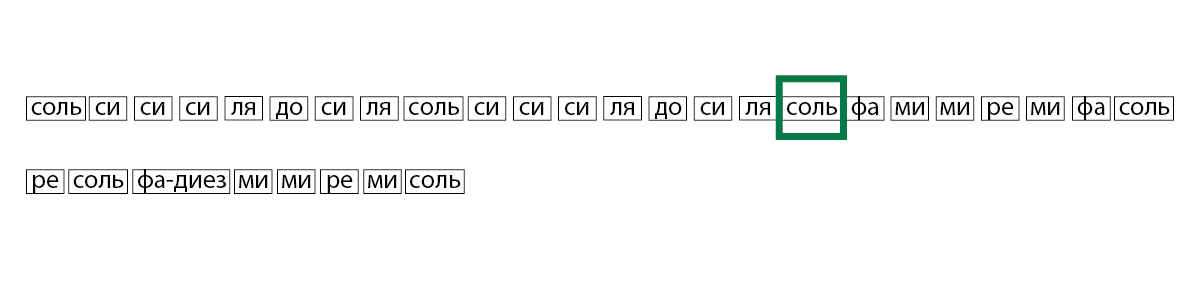 соль си си си ля до си ля соль си си си ля до си ля соль фа ми ми ре ми фа соль
ре соль фа-диез ми ми ре ми соль